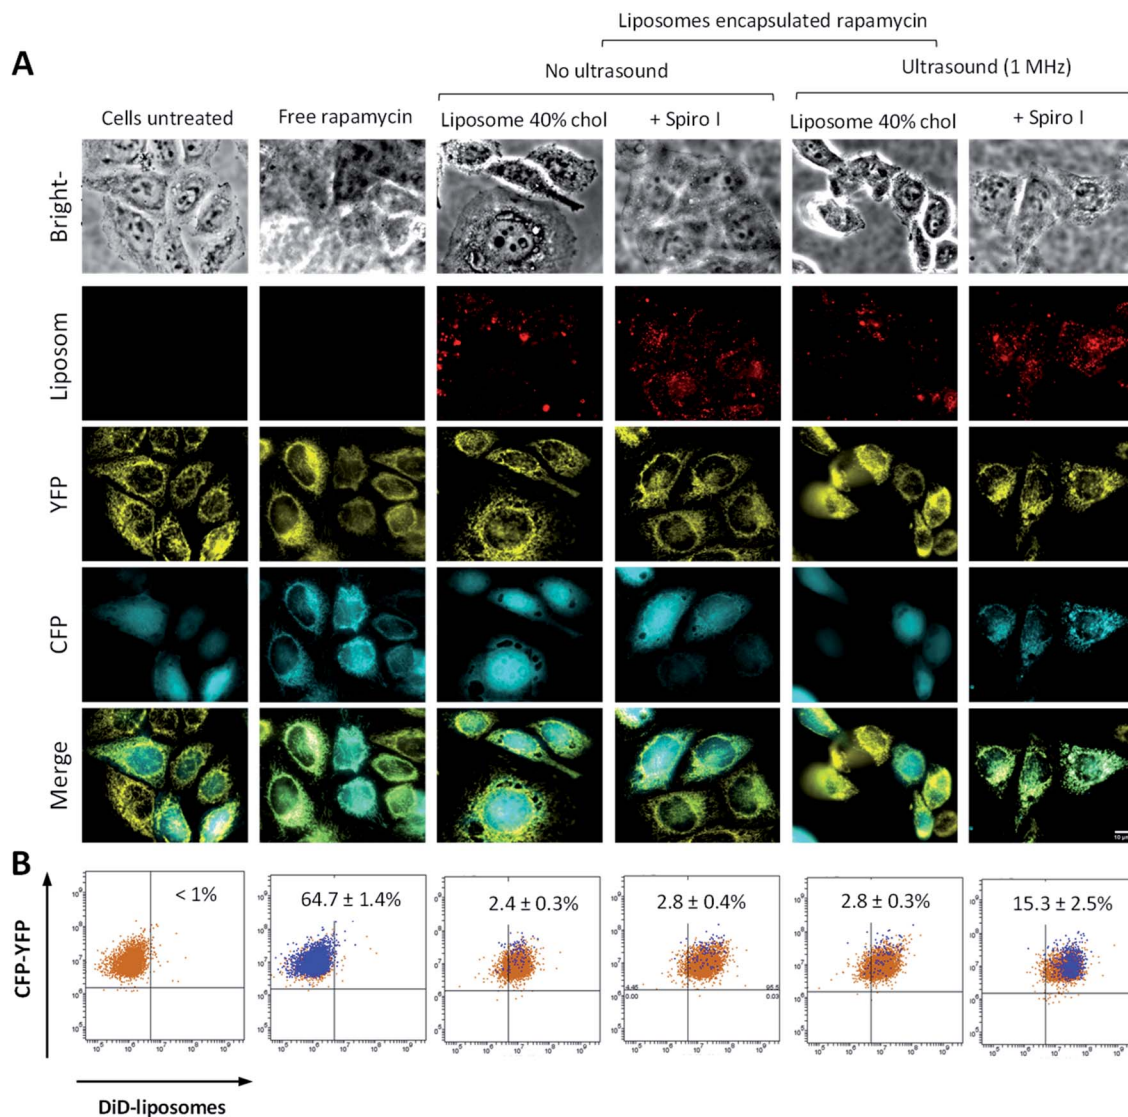 Liposomes encapsulated rapamycin
A
No ultrasound
Ultrasound (1 MHz)
Cells untreated
Free rapamycin
Liposome 40% chol
+ Spiro I
Liposome 40% chol
+ Spiro I
Bright-
Liposom
YFP
CFP
Merge
10 µm
B
CFP-YFP
< 1%
64.7 ± 1.4%
2.4 ± 0.3%
2.8 ± 0.4%
2.8 ± 0.3%
15.3 ± 2.5%
DiD-liposomes